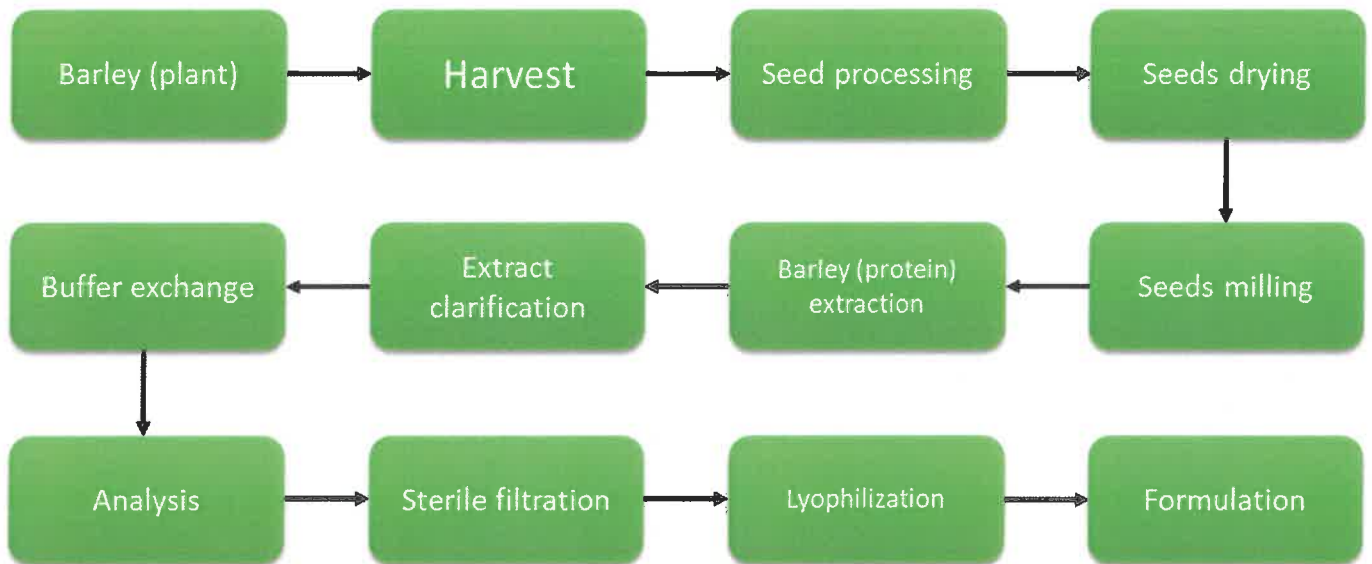 Barley (plant)
Harvest
Seed processing
Seeds drying
Buffer exchange
Extract
clarification
Barley (protein)
extraction
Seeds milling
Analysis
Sterile filtration
Lyophilization
Formulation